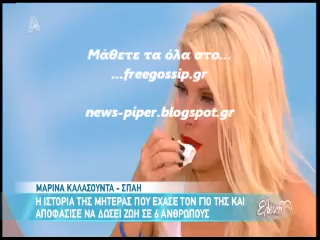 Μάθετε τα όλα στο...
...freegossip.gr
news-piper.blogspot.gr
ΜΑΡΙΝΑ ΚΑΛΑΣΟΥΝΤΑ - ΣΠΑΗ
Η ΙΣΤΟΡΙΑ ΤΗΣ ΜΗΤΕΡΑΣ ΠΟΥ ΕΧΑΣΕ ΤΟΝ ΓΙΟ ΤΗΣ ΚΑΙ
ΑΠΟΦΑΣΙΣΕ ΝΑ ΔΩΣΕΙ ΖΩΗ ΣΕ 6 ΑΝΘΡΩΠΟΥΣ
Ελένη